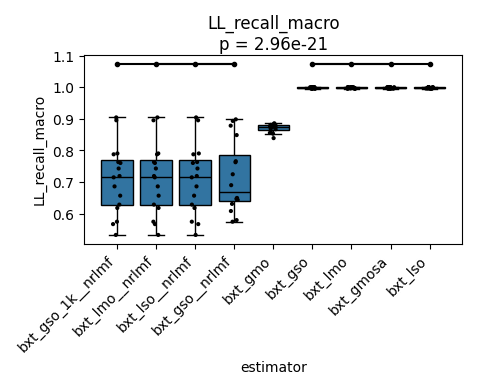 LL_recall_macro
p = 2.96e-21
LL_recall_macro
1.1
1.0
0.9
0.8
0.7
0.6
bxt_gso_1k__nrlmf
bxt_lmo__nrlmf
bxt_lso__nrlmf
bxt_gso__nrlmf
bxt_gmo
bxt_gso
bxt_lmo
bxt_gmosa
bxt_lso
estimator